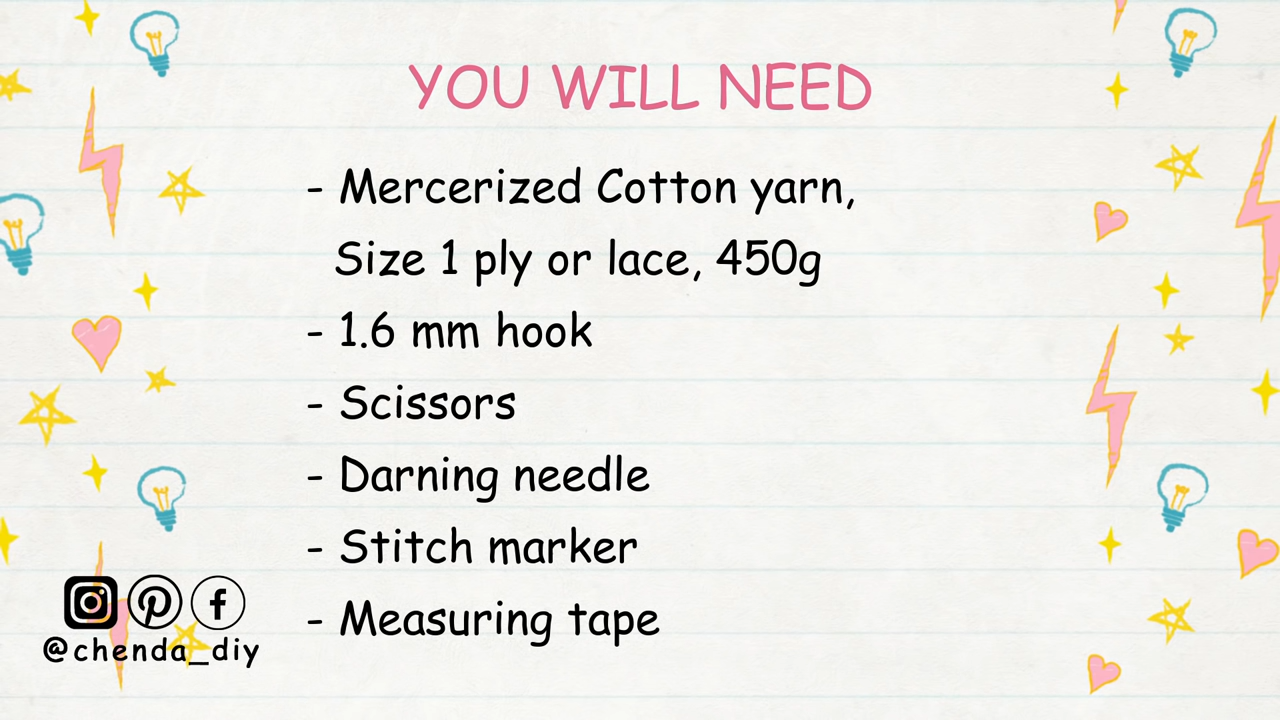 YOU WILL NEED
- Mercerized Cotton yarn,
Size 1 ply or lace, 450g
- 1.6 mm hook
- Scissors
- Darning needle
- Stitch marker
- Measuring tape
@chenda_diy